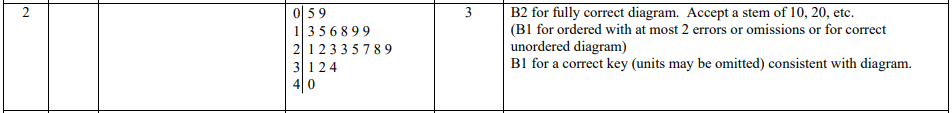 2
0 5 9
1 3 5 6 8 9 9
2 1 2 3 3 5 7 8 9
3 1 2 4
4 0
3
B2 for fully correct diagram. Accept a stem of 10, 20, etc.
(B1 for ordered with at most 2 errors or omissions or for correct
unordered diagram)
B1 for a correct key (units may be omitted) consistent with diagram.